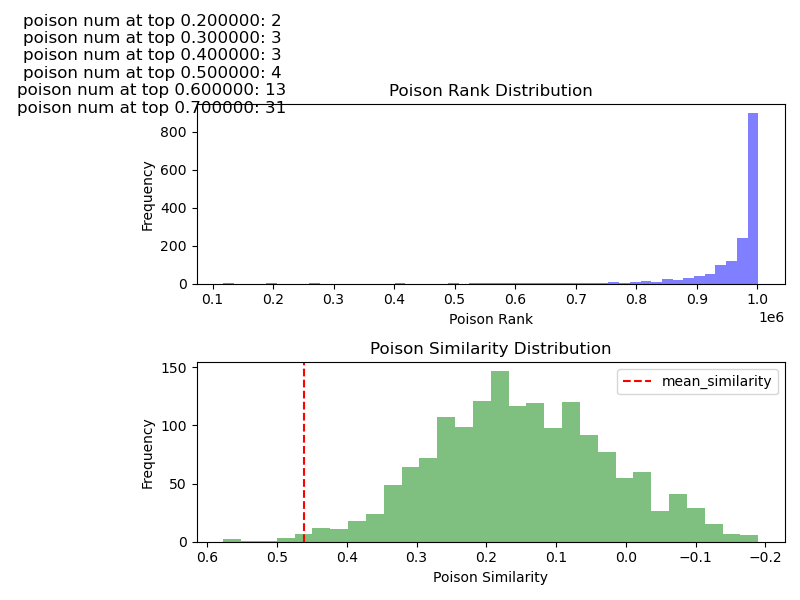 poison num at top 0.200000: 2
poison num at top 0.300000: 3
poison num at top 0.400000: 3
poison num at top 0.500000: 4
poison num at top 0.600000: 13
poison num at top 0.700000: 31
Poison Rank Distribution
Frequency
800
600
400
200
0
0.1 0.2 0.3 0.4 0.5 0.6 0.7 0.8 0.9 1.0
1e6
Poison Rank
Poison Similarity Distribution
mean_similarity
Frequency
150
100
50
0
0.6 0.5 0.4 0.3 0.2 0.1 0.0 −0.1 −0.2
Poison Similarity